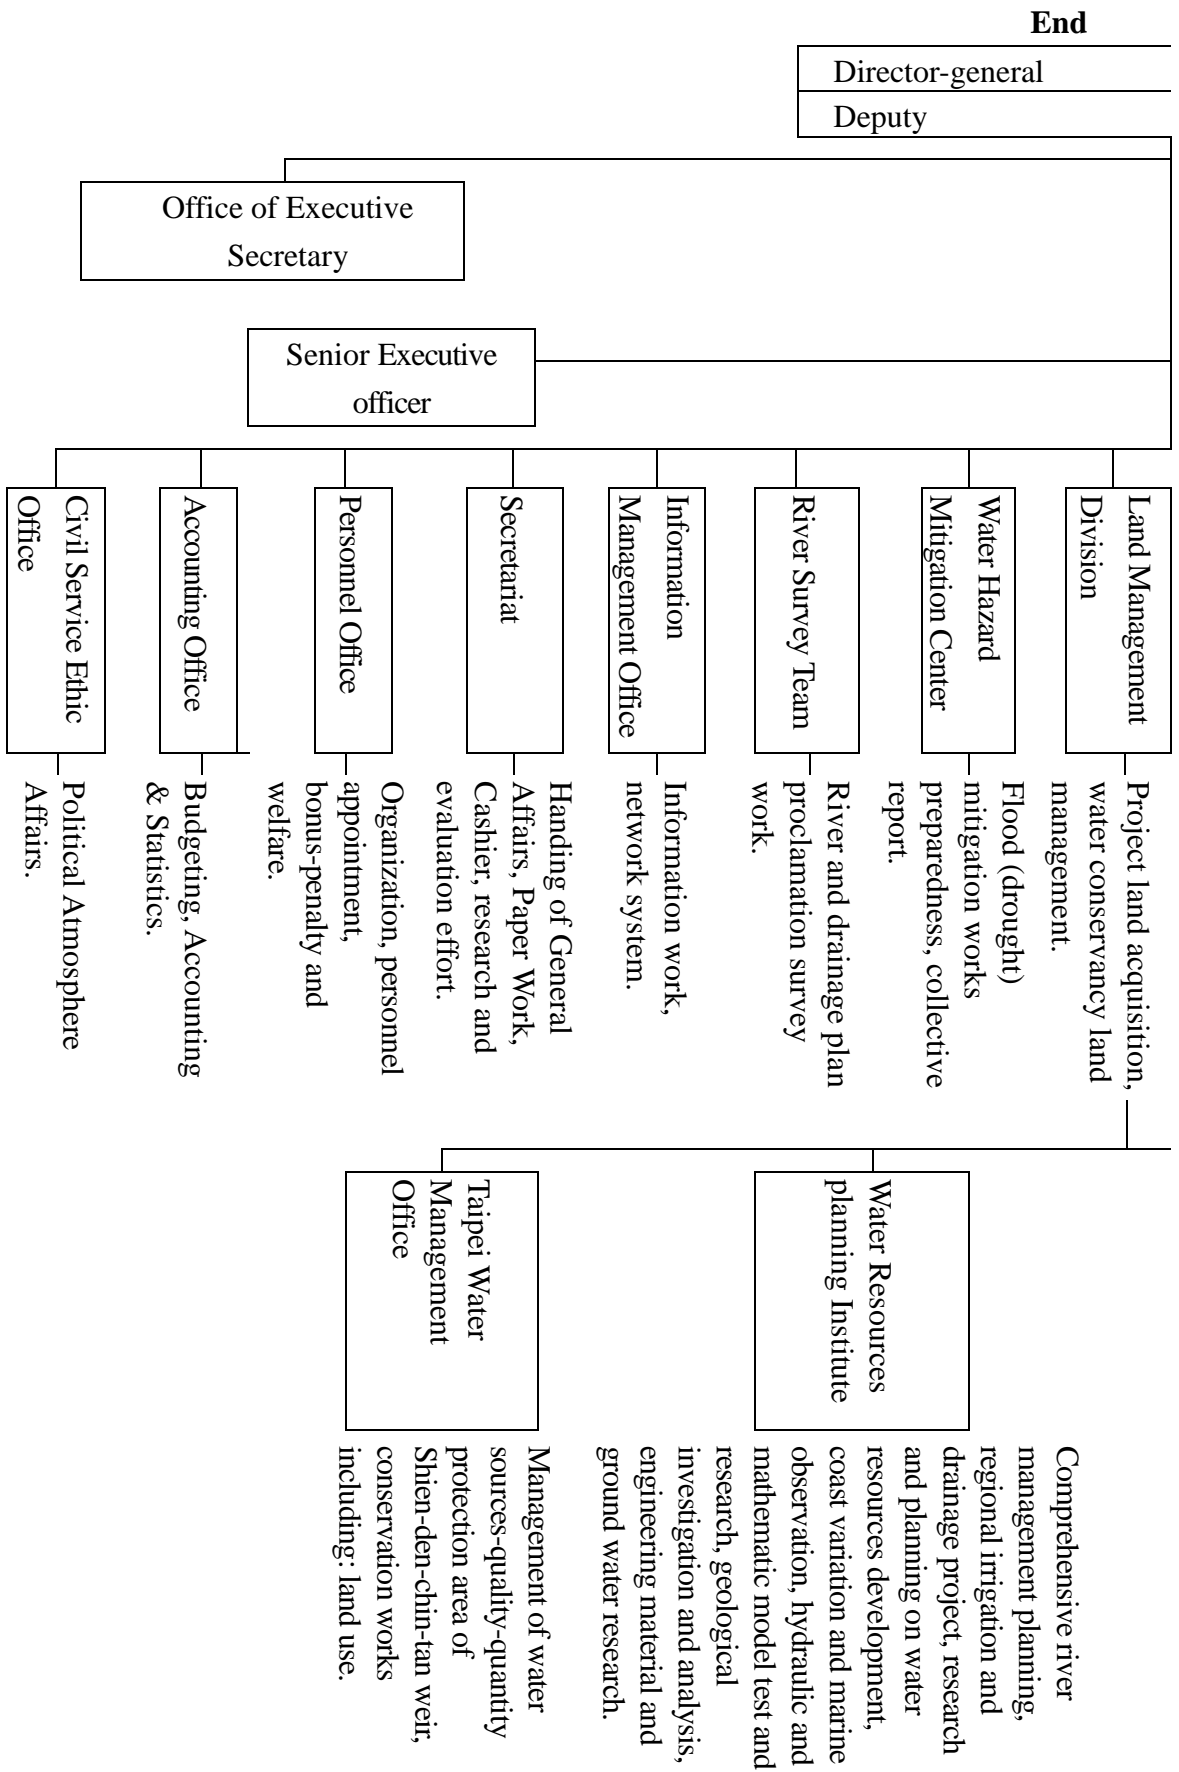 End
Director-general
Deputy
Office of Executive
Secretary
Senior Executive
officer
Land Management
Division
Water Hazard
Mitigation Center
River Survey Team
Information
Management Office
Secretariat
Personnel Office
Accounting Office
Civil Service Ethic
Office
Project land acquisition,
water conservancy land
management.
Flood (drought)
mitigation works
preparedness, collective
report.
River and drainage plan
proclamation survey
work.
Information work,
network system.
Handing of General
Affairs, Paper Work,
Cashier, research and
evaluation effort.
Organization, personnel
appointment,
bonus-penalty and
welfare.
Budgeting, Accounting
& Statistics.
Political Atmosphere
Affairs.
Water Resources
planning Institute
Taipei Water
Management
Office
Comprehensive river
management planning,
regional irrigation and
drainage project, research
and planning on water
resources development,
coast variation and marine
observation, hydraulic and
mathematic model test and
research, geological
investigation and analysis,
engineering material and
ground water research.
Management of water
sources-quality-quantity
protection area of
Shien-den-chin-tan weir,
conservation works
including: land use.